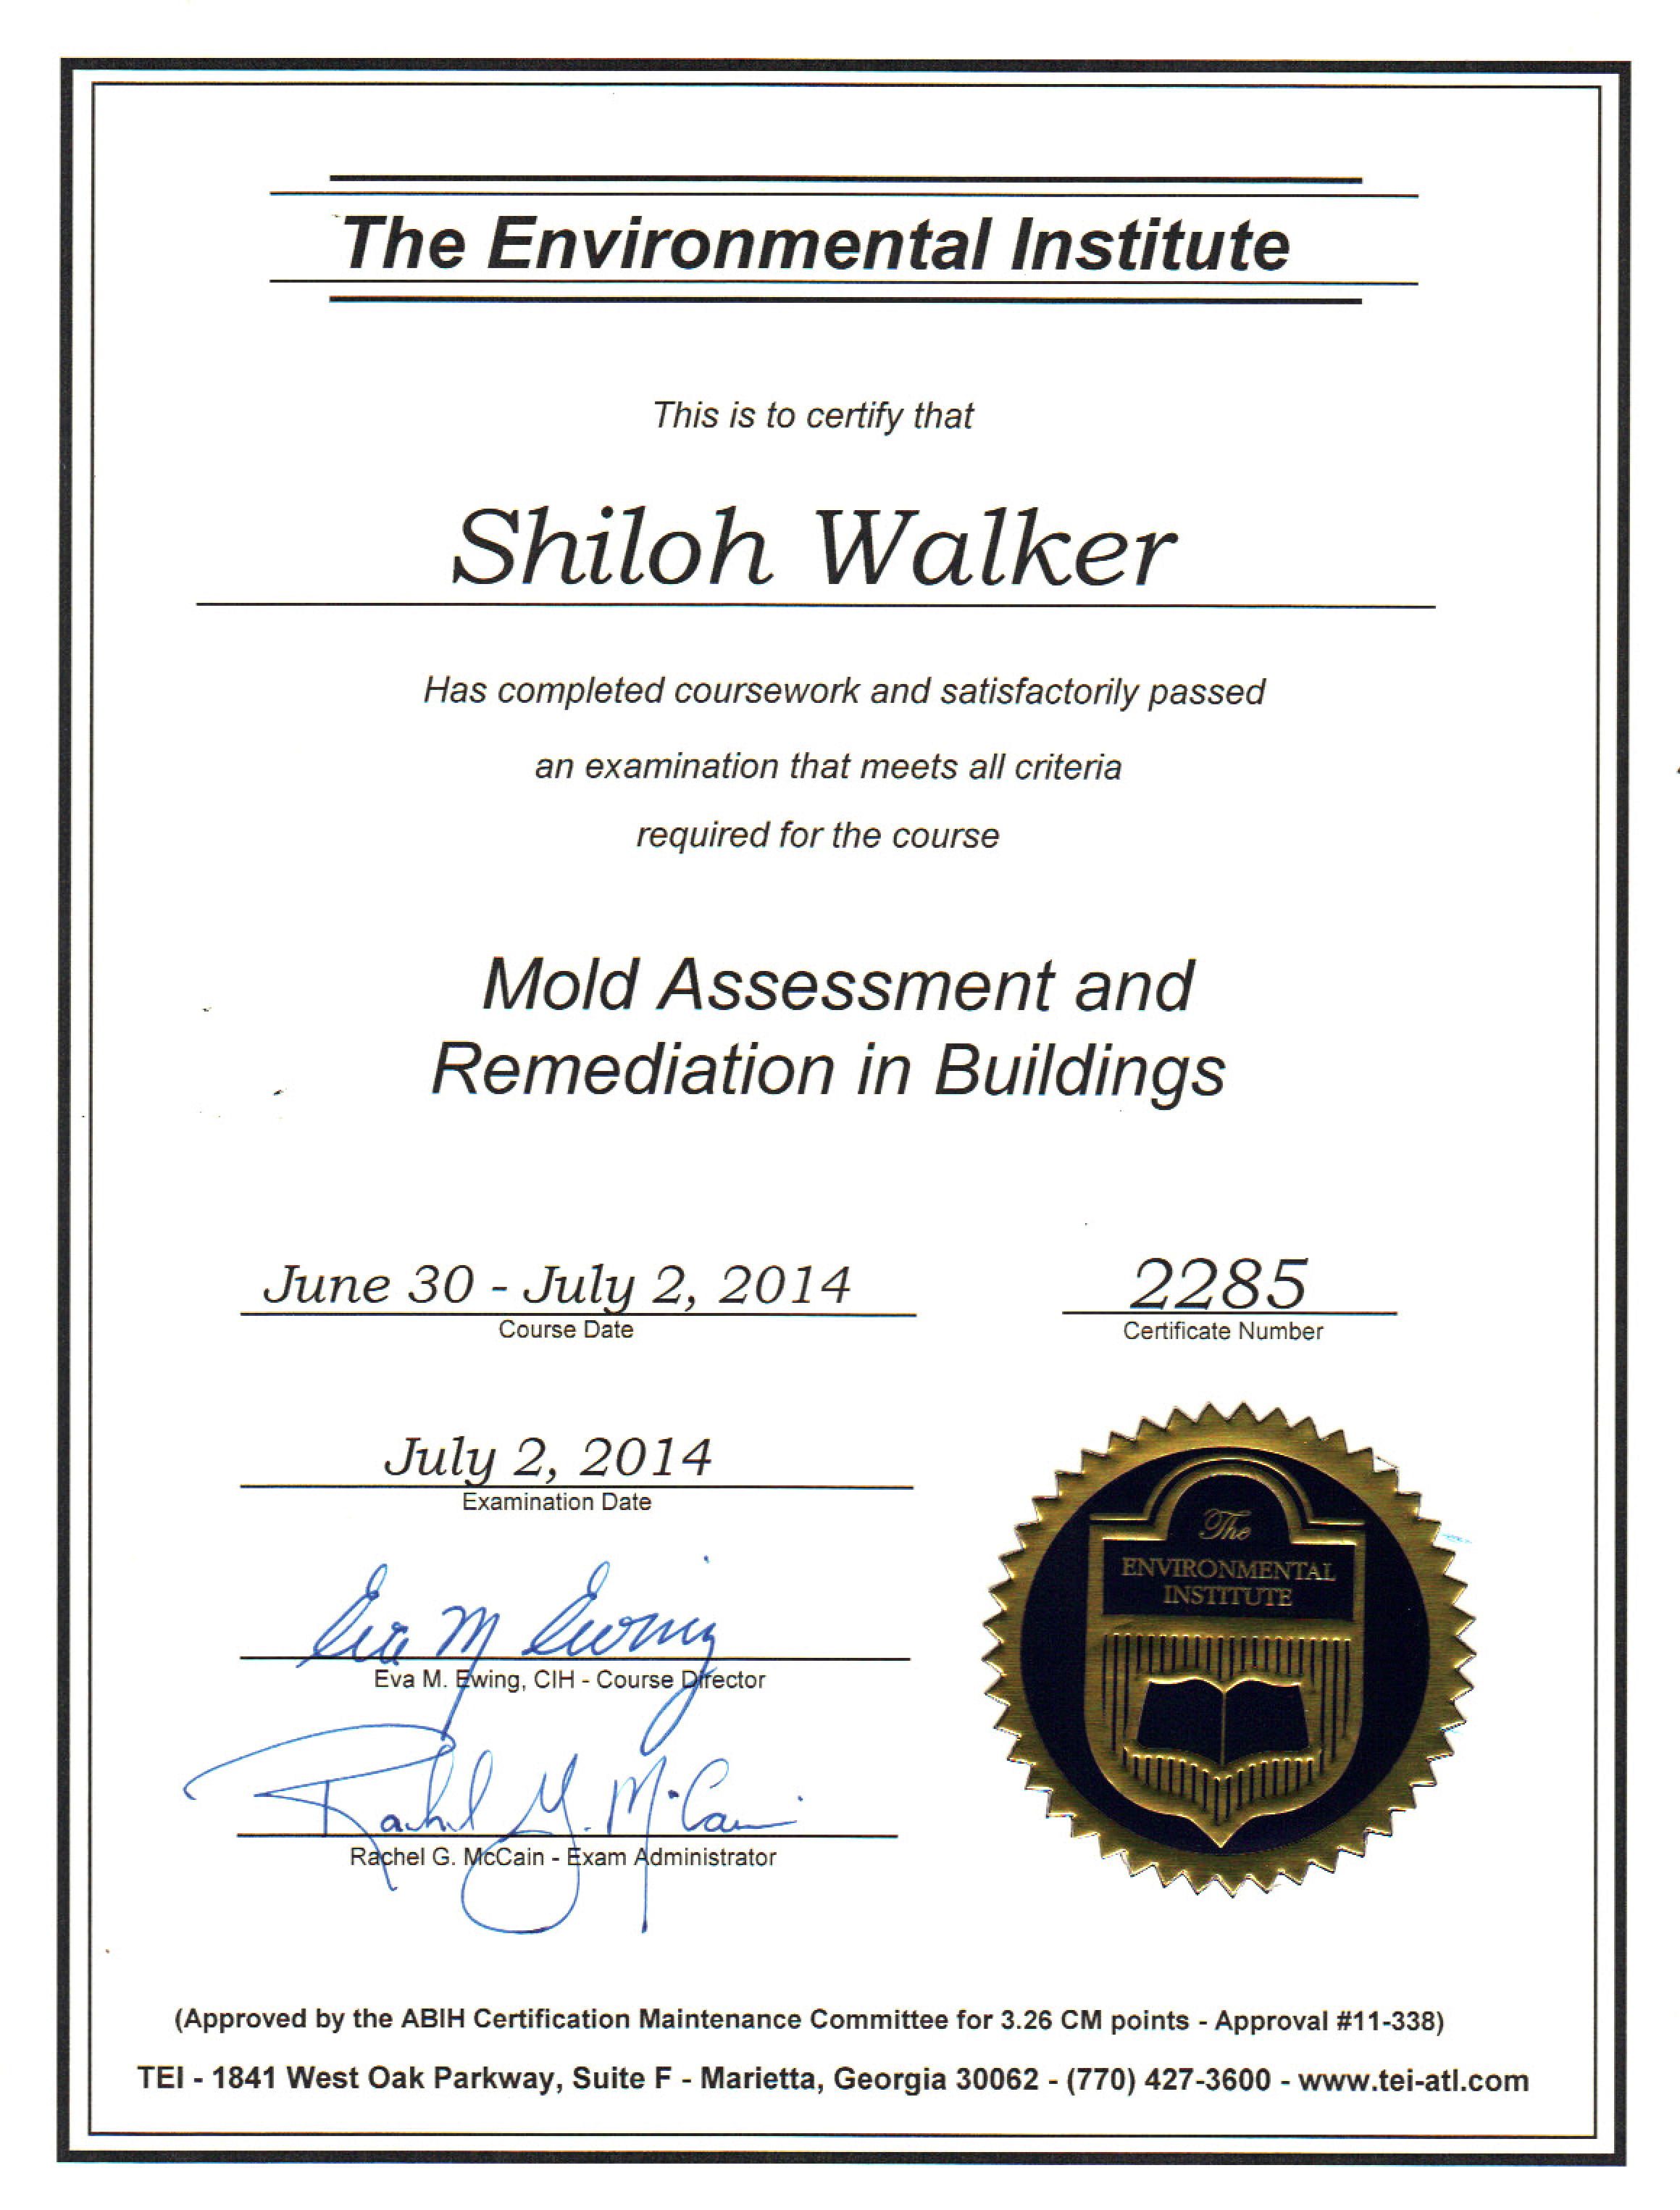 The Environmental Institute
This is to certify that
Shiloh Walker
Has completed coursework and satisfactorily passed
an examination that meets all criteria
required for the course
Mold Assessment and
Remediation in Buildings
June 30 - July 2, 2014
Course Date
2285
Certificate Number
July 2, 2014
Examination Date
The
ENVIRONMENTAL
INSTITUTE
Eva M Ewing
Eva M. Ewing, CIH - Course Director
Rachel G. McCain
Rachel G. McCain - Exam Administrator
(Approved by the ABIH Certification Maintenance Committee for 3.26 CM points - Approval #11-338)
TEI - 1841 West Oak Parkway, Suite F - Marietta, Georgia 30062 - (770) 427-3600 - www.tei-atl.com